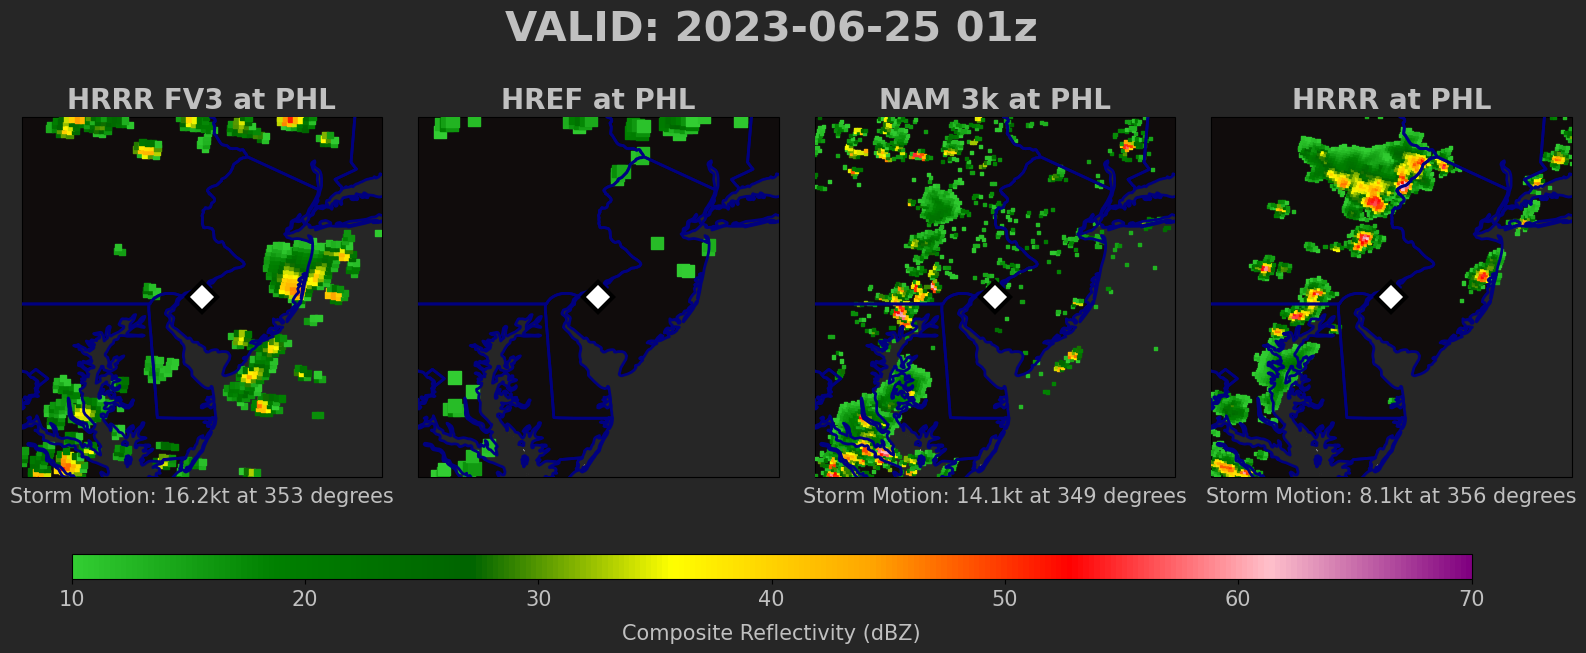 VALID: 2023-06-25 01z
HRRR FV3 at PHL
HREF at PHL
NAM 3k at PHL
HRRR at PHL
Storm Motion: 16.2kt at 353 degrees
Storm Motion: 14.1kt at 349 degrees
Storm Motion: 8.1kt at 356 degrees
10 20 30 40 50 60 70
Composite Reflectivity (dBZ)